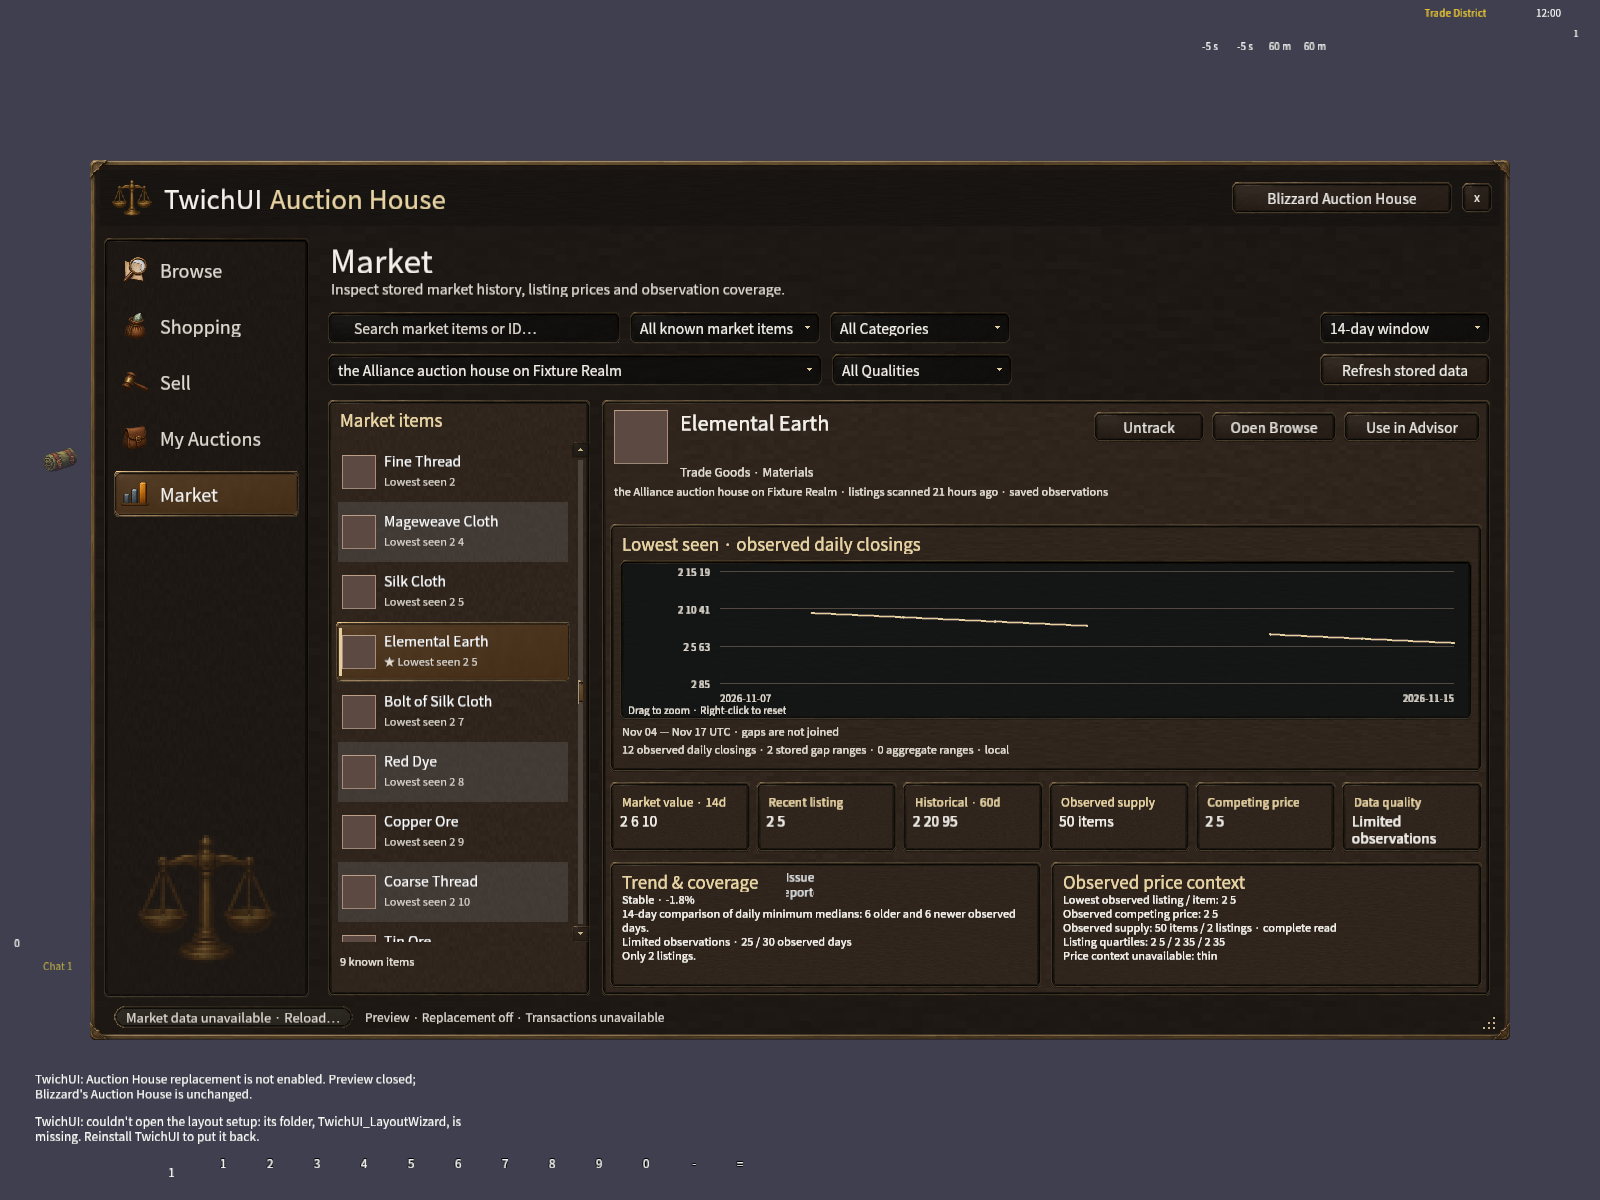 Trade District
12:00
1
-5 s -5 s 60 m 60 m
TwichUI Auction House
Blizzard Auction House
x
Browse
Shopping
Sell
My Auctions
Market
Market
Inspect stored market history, listing prices and observation coverage.
Search market items or ID...
All known market items
All Categories
14-day window
the Alliance auction house on Fixture Realm
All Qualities
Refresh stored data
Market items
Fine Thread
Lowest seen 2
Mageweave Cloth
Lowest seen 2 4
Silk Cloth
Lowest seen 2 5
Elemental Earth
★ Lowest seen 2 5
Bolt of Silk Cloth
Lowest seen 2 7
Red Dye
Lowest seen 2 8
Copper Ore
Lowest seen 2 9
Coarse Thread
Lowest seen 2 10
Tin Ore
9 known items
Elemental Earth
Untrack
Open Browse
Use in Advisor
Trade Goods · Materials
the Alliance auction house on Fixture Realm · listings scanned 21 hours ago · saved observations
Lowest seen · observed daily closings
2 15 19
2 10 41
2 5 63
2 85
2026-11-07
2026-11-15
Drag to zoom · Right-click to reset
Nov 04 — Nov 17 UTC · gaps are not joined
12 observed daily closings · 2 stored gap ranges · 0 aggregate ranges · local
Market value · 14d
2 6 10
Recent listing
2 5
Historical · 60d
2 20 95
Observed supply
50 items
Competing price
2 5
Data quality
Limited
observations
Trend & coverage
Issue
eport
Stable · -1.8%
14-day comparison of daily minimum medians: 6 older and 6 newer observed
days.
Limited observations · 25 / 30 observed days
Only 2 listings.
Observed price context
Lowest observed listing / item: 2 5
Observed competing price: 2 5
Observed supply: 50 items / 2 listings · complete read
Listing quartiles: 2 5 / 2 35 / 2 35
Price context unavailable: thin
0
Chat 1
Market data unavailable · Reload...
Preview · Replacement off · Transactions unavailable
TwichUI: Auction House replacement is not enabled. Preview closed;
Blizzard's Auction House is unchanged.
TwichUI: couldn't open the layout setup: its folder, TwichUI_LayoutWizard, is
missing. Reinstall TwichUI to put it back.
1
1 2 3 4 5 6 7 8 9 0 - =